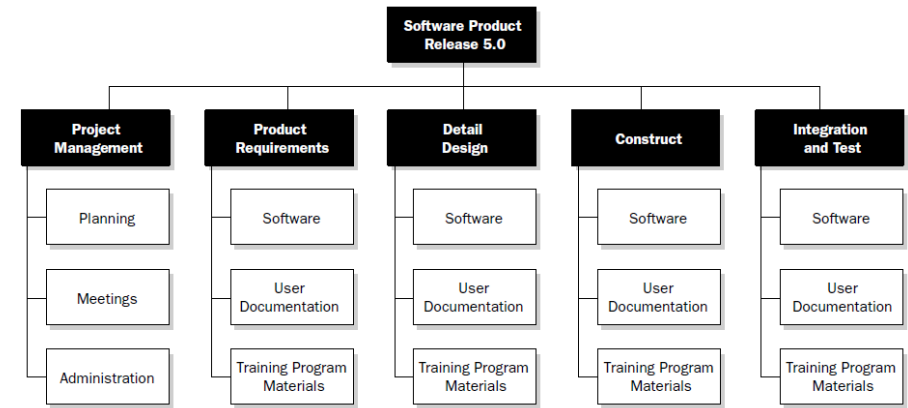 Software Product
Release 5.0
Project
Management
Product
Requirements
Detail
Design
Construct
Integration
and Test
Planning
Software
Software
Software
Software
Meetings
User
Documentation
User
Documentation
User
Documentation
User
Documentation
Administration
Training Program
Materials
Training Program
Materials
Training Program
Materials
Training Program
Materials